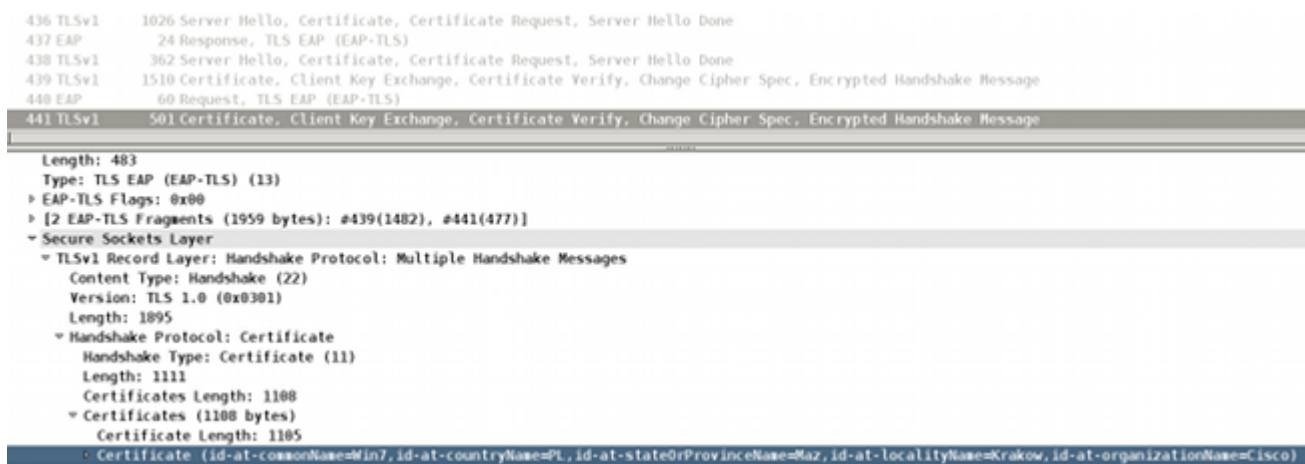 436 TLSv1 1026 Server Hello, Certificate, Certificate Request, Server Hello Done
437 EAP 24 Response, TLS EAP (EAP-TLS)
438 TLSv1 362 Server Hello, Certificate, Certificate Request, Server Hello Done
439 TLSv1 1510 Certificate, Client Key Exchange, Certificate Verify, Change Cipher Spec, Encrypted Handshake Message
440 EAP 60 Request, TLS EAP (EAP-TLS)
441 TLSv1 501 Certificate, Client Key Exchange, Certificate Verify, Change Cipher Spec, Encrypted Handshake Message
Length: 483
Type: TLS EAP (EAP-TLS) (13)
EAP-TLS Flags: 0x00
[2 EAP-TLS Fragments (1959 bytes): #439(1482), #441(477)]
Secure Sockets Layer
TLSv1 Record Layer: Handshake Protocol: Multiple Handshake Messages
Content Type: Handshake (22)
Version: TLS 1.0 (0x0301)
Length: 1895
Handshake Protocol: Certificate
Handshake Type: Certificate (11)
Length: 1111
Certificates Length: 1108
Certificates (1108 bytes)
Certificate Length: 1105
Certificate (id-at-commonName=Win7,id-at-countryName=PL,id-at-stateOrProvinceName=Maz,id-at-localityName=Krakow,id-at-organizationName=Cisco)